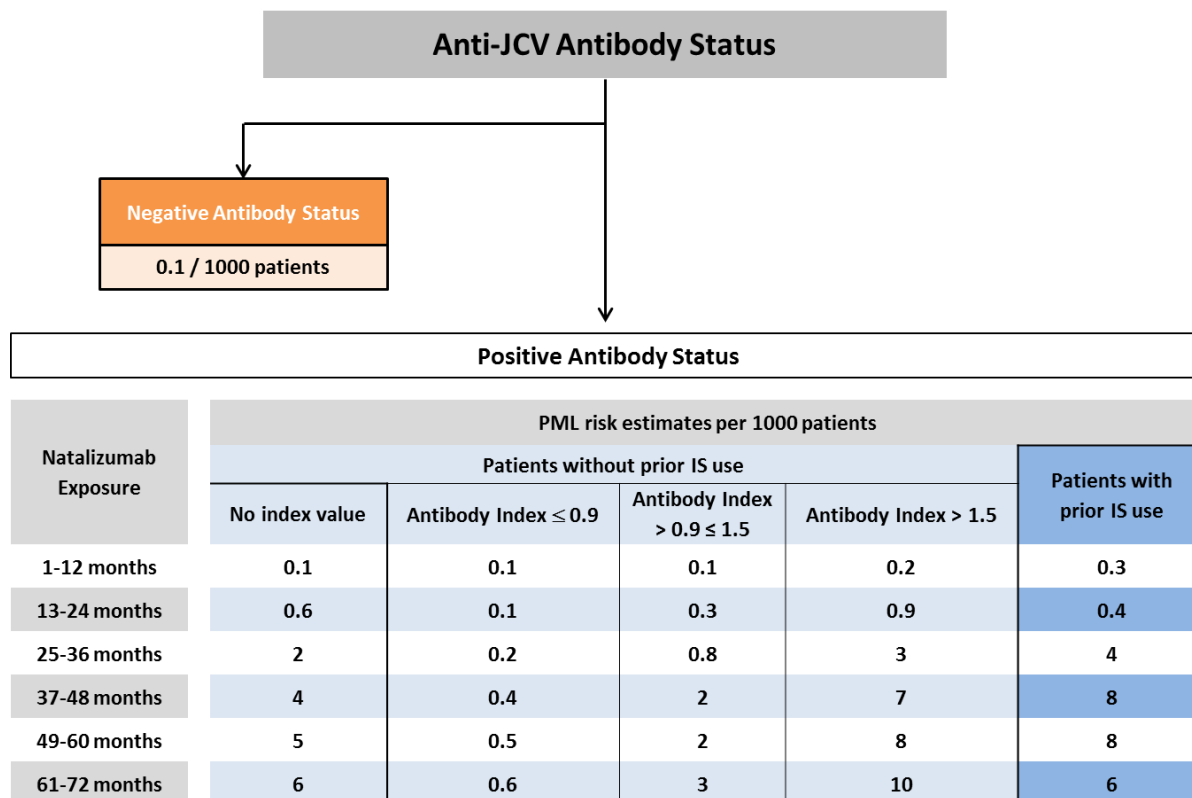 Anti-JCV Antibody Status
Negative Antibody Status
0.1 / 1000 patients
Positive Antibody Status
Natalizumab
Exposure
PML risk estimates per 1000 patients
Patients without prior IS use
Patients with
prior IS use
No index value
Antibody Index ≤ 0.9
Antibody Index
> 0.9 ≤ 1.5
Antibody Index > 1.5
1-12 months 0.1 0.1 0.1 0.2 0.3
13-24 months 0.6 0.1 0.3 0.9 0.4
25-36 months 2 0.2 0.8 3 4
37-48 months 4 0.4 2 7 8
49-60 months 5 0.5 2 8 8
61-72 months 6 0.6 3 10 6